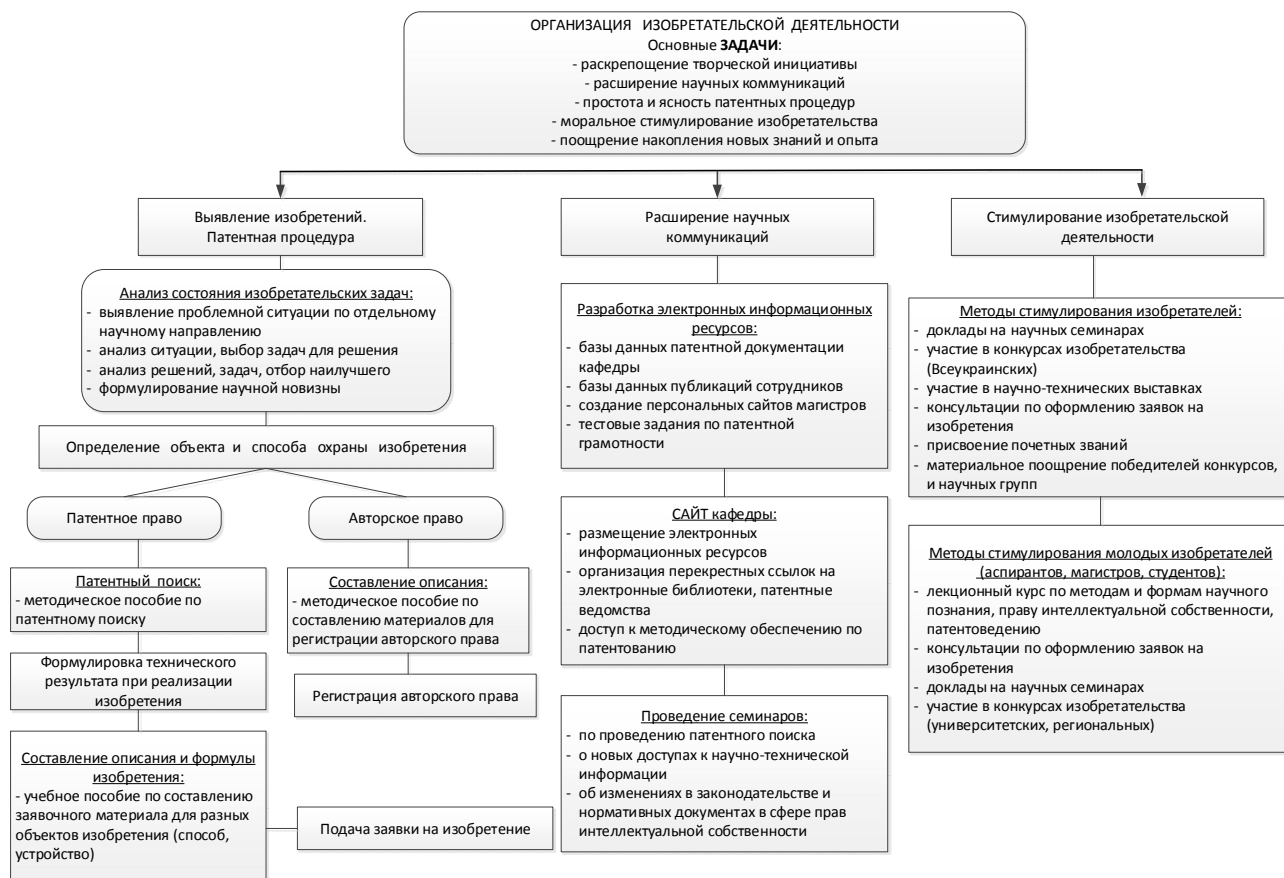 ОРГАНИЗАЦИЯ ИЗОБРЕТАТЕЛЬСКОЙ ДЕЯТЕЛЬНОСТИ
Основные ЗАДАЧИ:
- раскрепощение творческой инициативы
- расширение научных коммуникаций
- простота и ясность патентных процедур
- моральное стимулирование изобретательства
- поощрение накопления новых знаний и опыта
Выявление изобретений.
Патентная процедура
Анализ состояния изобретательских задач:
- выявление проблемной ситуации по отдельному
научному направлению
- анализ ситуации, выбор задач для решения
- анализ решений, задач, отбор наилучшего
- формулирование научной новизны
Определение объекта и способа охраны изобретения
Патентное право
Патентный поиск:
- методическое пособие по
патентному поиску
Формулировка технического
результата при реализации
изобретения
Составление описания и формулы
изобретения:
- учебное пособие по составлению
заявочного материала для разных
объектов изобретения (способ,
устройство)
Подача заявки на изобретение
Авторское право
Составление описания:
- методическое пособие по
составлению материалов для
регистрации авторского права
Регистрация авторского права
Расширение научных
коммуникаций
Разработка электронных информационных
ресурсов:
- базы данных патентной документации
кафедры
- базы данных публикаций сотрудников
- создание персональных сайтов магистров
- тестовые задания по патентной
грамотности
САЙТ кафедры:
- размещение электронных
информационных ресурсов
- организация перекрестных ссылок на
электронные библиотеки, патентные
ведомства
- доступ к методическому обеспечению по
патентованию
Проведение семинаров:
- по проведению патентного поиска
- о новых доступах к научно-технической
информации
- об изменениях в законодательстве и
нормативных документах в сфере прав
интеллектуальной собственности
Стимулирование изобретательской
деятельности
Методы стимулирования изобретателей:
- доклады на научных семинарах
- участие в конкурсах изобретательства
(Всеукраинских)
- участие в научно-технических выставках
- консультации по оформлению заявок на
изобретения
- присвоение почетных званий
- материальное поощрение победителей конкурсов,
и научных групп
Методы стимулирования молодых изобретателей
(аспирантов, магистров, студентов):
- лекционный курс по методам и формам научного
познания, праву интеллектуальной собственности,
патентоведению
- консультации по оформлению заявок на
изобретения
- доклады на научных семинарах
- участие в конкурсах изобретательства
(университетских, региональных)